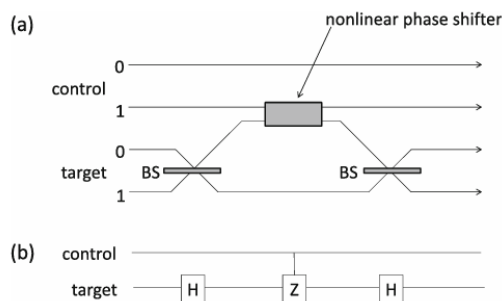 (a)
nonlinear phase shifter
0
control
1
0
target
BS
BS
1
(b)
control
target
H
Z
H